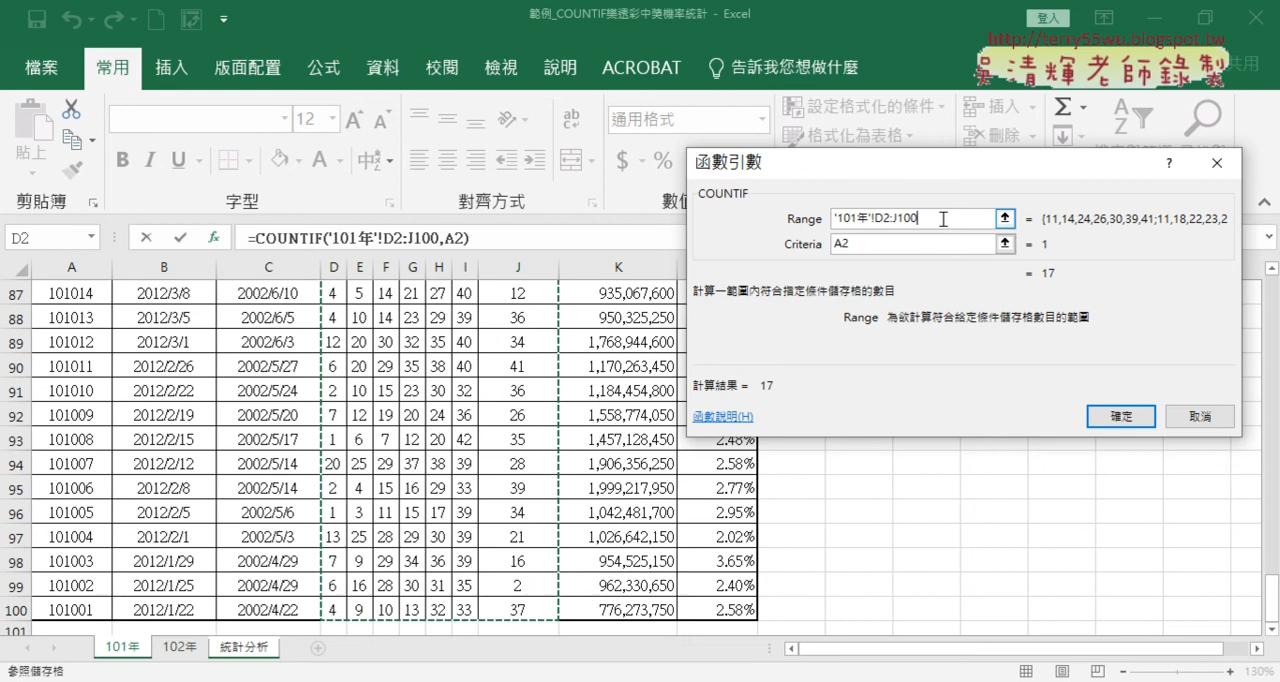 範例_COUNTIF樂透彩中獎機率統計 - Excel
登入
http://terry55wu.blogspot.tw
吳清輝老師錄製
檔案 常用 插入 版面配置 公式 資料 校閱 檢視 說明 ACROBAT 告訴我您想做什麼 共用
貼上 12 通用格式 設定格式化的條件 插入
B I U A 中 $ % 格式化為表格 刪除
剪貼簿 字型 對齊方式 數值
D2 =COUNTIF('101年'!D2:J100,A2)
函數引數 ?
COUNTIF
Range '101年'!D2:J100 = {11,14,24,26,30,39,41;11,18,22,23,2
Criteria A2 = 1
= 17
計算一範圍內符合指定條件儲存格的數目
Range 為欲計算符合給定條件儲存格數目的範圍
計算結果 = 17
函數說明(H) 確定 取消
A B C D E F G H I J K
87 101014 2012/3/8 2002/6/10 4 5 14 21 27 40 12 935,067,600
88 101013 2012/3/5 2002/6/5 4 10 14 23 29 39 36 950,325,250
89 101012 2012/3/1 2002/6/3 12 20 30 32 35 40 34 1,768,944,600
90 101011 2012/2/26 2002/5/27 6 20 29 35 38 40 41 1,170,263,450
91 101010 2012/2/22 2002/5/24 2 10 15 23 30 32 36 1,184,454,800
92 101009 2012/2/19 2002/5/20 7 12 19 20 24 36 26 1,558,774,050
93 101008 2012/2/15 2002/5/17 1 6 7 12 20 42 35 1,457,128,450 2.48%
94 101007 2012/2/12 2002/5/14 20 25 29 37 38 39 28 1,906,356,250 2.58%
95 101006 2012/2/8 2002/5/14 2 4 15 16 29 33 39 1,999,217,950 2.77%
96 101005 2012/2/5 2002/5/6 1 3 11 15 17 39 34 1,042,481,700 2.95%
97 101004 2012/2/1 2002/5/3 13 25 28 29 30 39 21 1,026,642,150 2.02%
98 101003 2012/1/29 2002/4/29 7 9 29 34 36 39 16 954,525,150 3.65%
99 101002 2012/1/25 2002/4/29 6 16 28 30 31 35 2 962,330,650 2.40%
100 101001 2012/1/22 2002/4/22 4 9 10 13 32 33 37 776,273,750 2.58%
101
101年 102年 統計分析
參照儲存格 130%